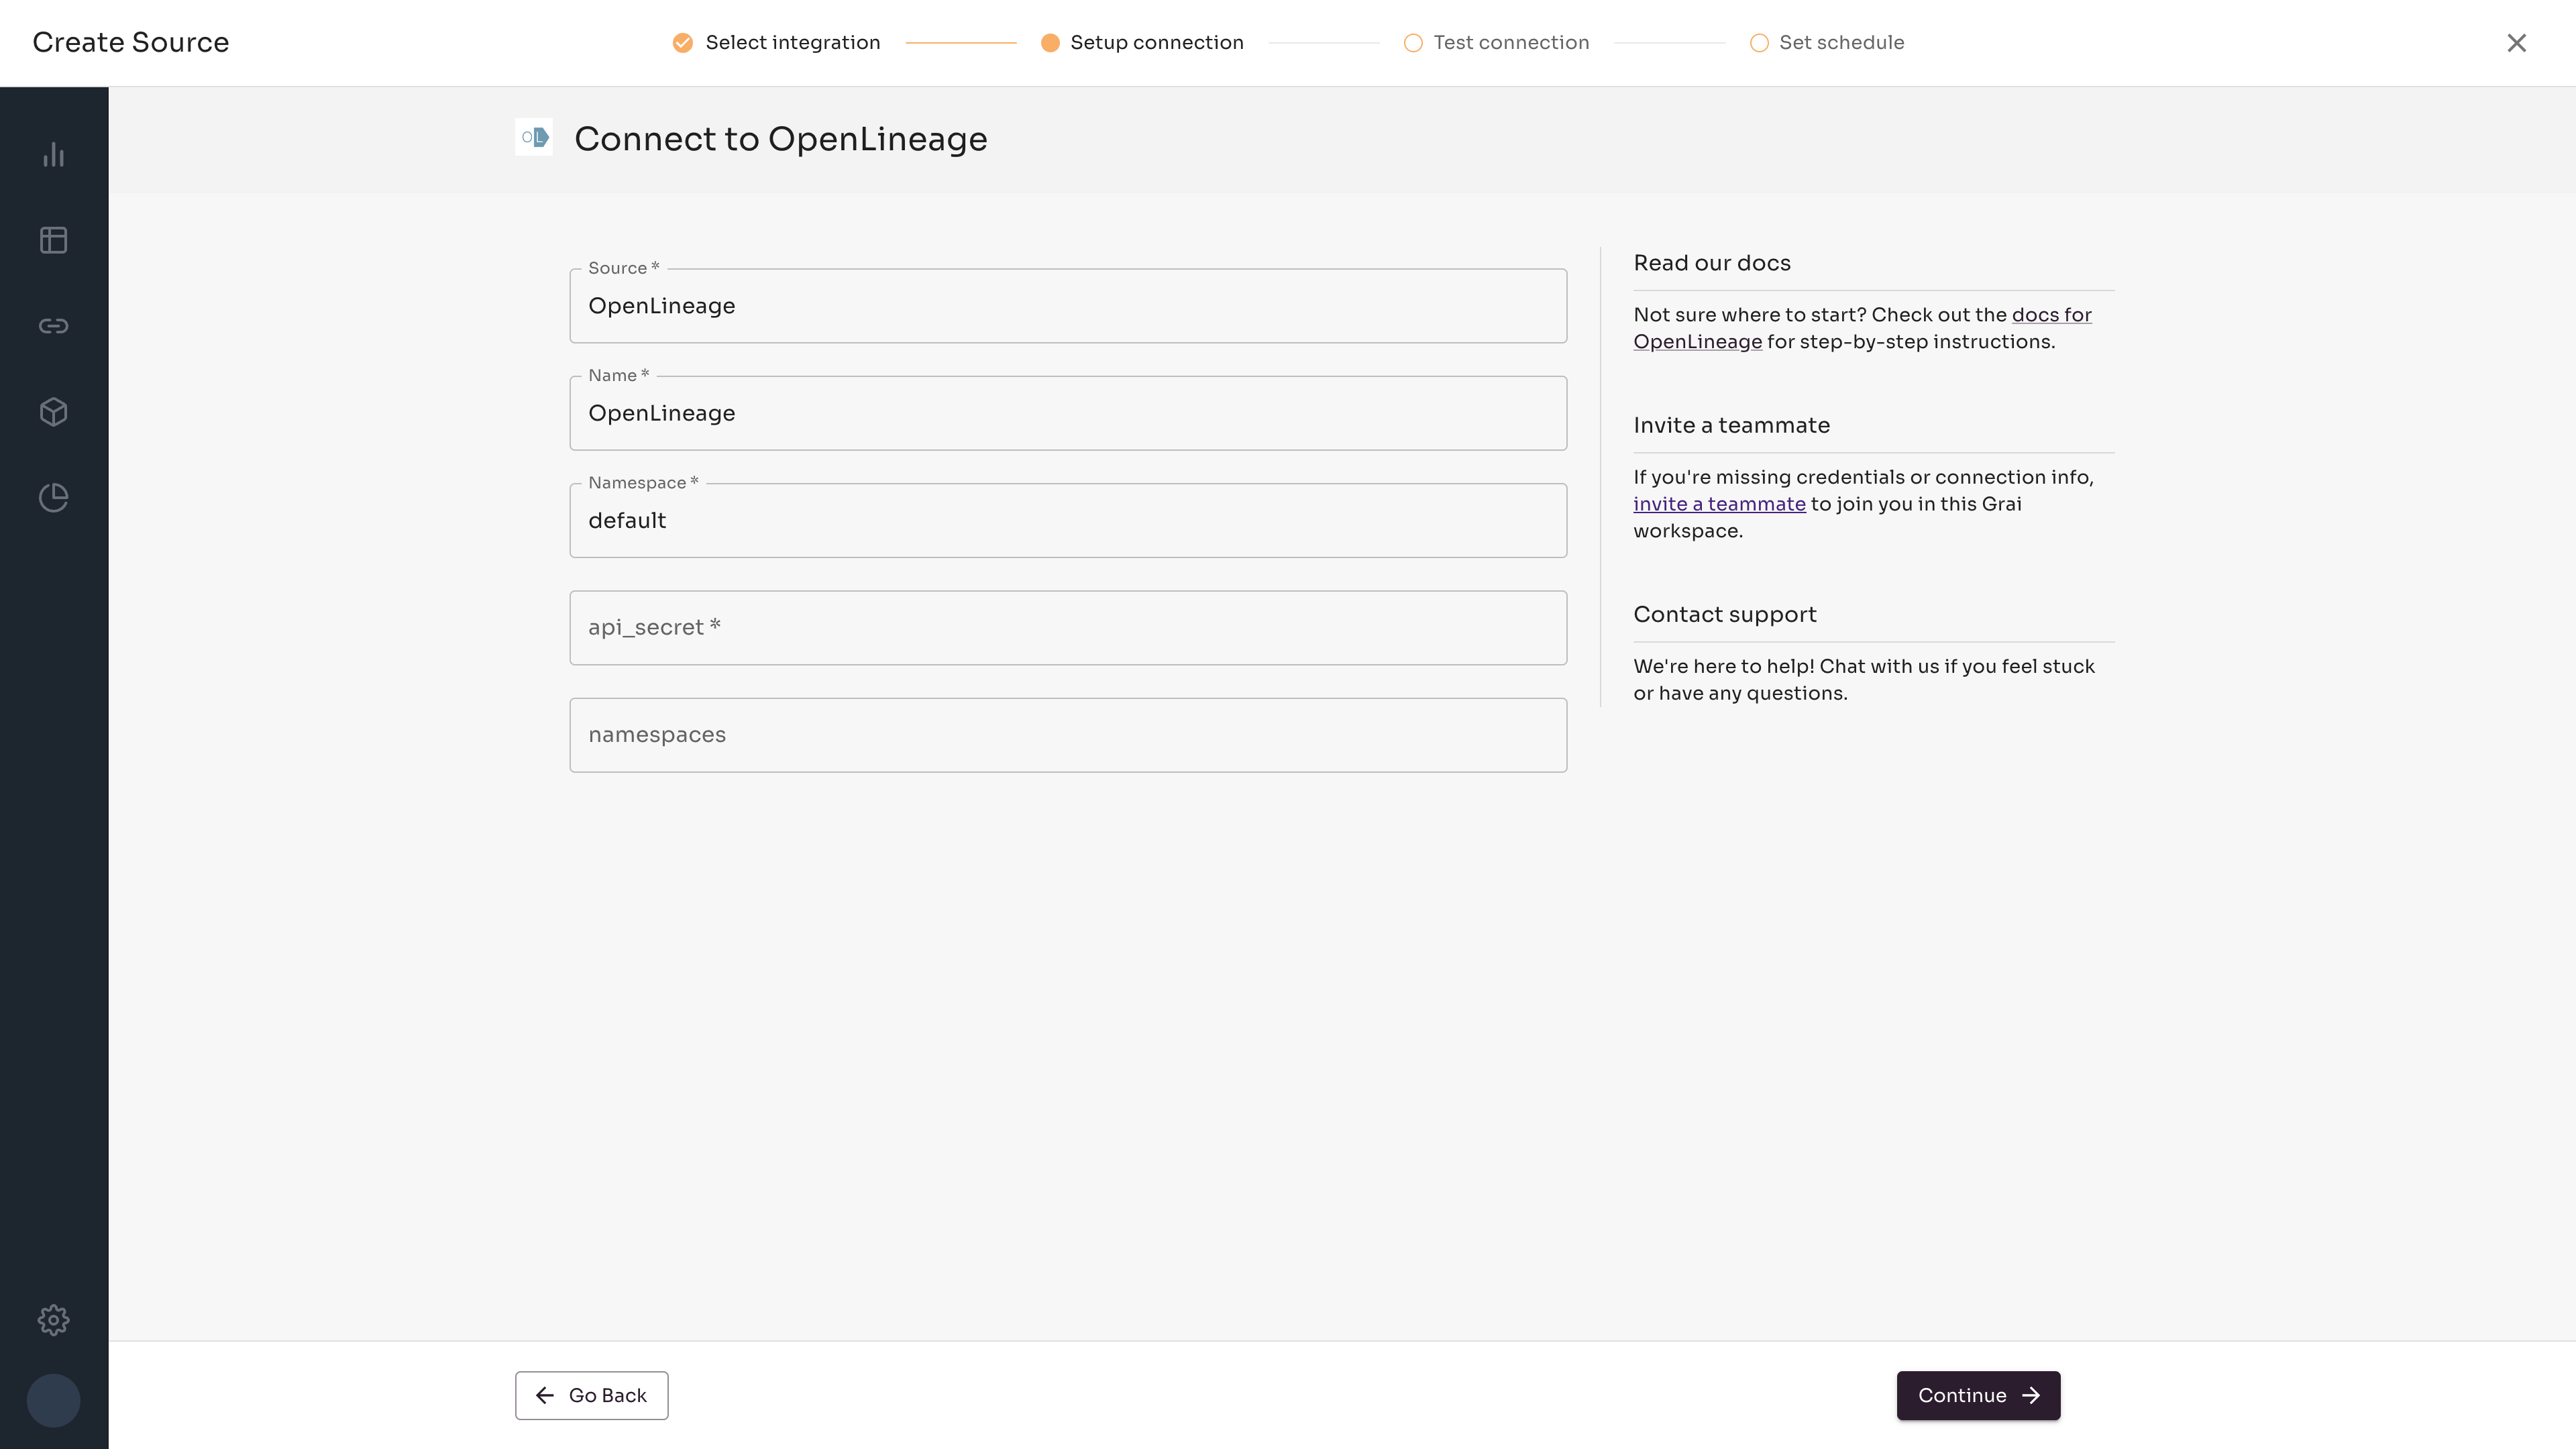 Create Source
Select integration
Setup connection
Test connection
Set schedule
OL
Connect to OpenLineage
Source *
OpenLineage
Name *
OpenLineage
Namespace *
default
api_secret *
namespaces
Read our docs
Not sure where to start? Check out the docs for
OpenLineage for step-by-step instructions.
Invite a teammate
If you're missing credentials or connection info,
invite a teammate to join you in this Grai
workspace.
Contact support
We're here to help! Chat with us if you feel stuck
or have any questions.
Go Back
Continue